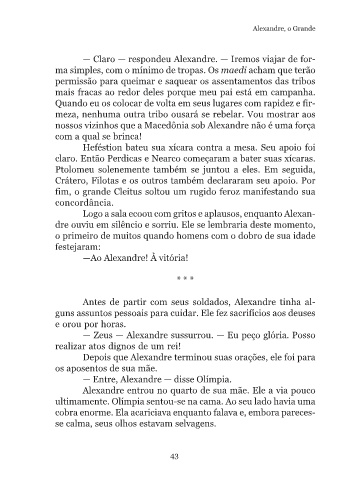 Alexandre, o Grande
— Claro — respondeu Alexandre. — Iremos viajar de for-
ma simples, com o mínimo de tropas. Os maedi acham que terão
permissão para queimar e saquear os assentamentos das tribos
mais fracas ao redor deles porque meu pai está em campanha.
Quando eu os colocar de volta em seus lugares com rapidez e fir-
meza, nenhuma outra tribo ousará se rebelar. Vou mostrar aos
nossos vizinhos que a Macedônia sob Alexandre não é uma força
com a qual se brinca!
Heféstion bateu sua xícara contra a mesa. Seu apoio foi
claro. Então Perdicas e Nearco começaram a bater suas xícaras.
Ptolomeu solenemente também se juntou a eles. Em seguida,
Crátero, Filotas e os outros também declararam seu apoio. Por
fim, o grande Cleitus soltou um rugido feroz manifestando sua
concordância.
Logo a sala ecoou com gritos e aplausos, enquanto Alexan-
dre ouviu em silêncio e sorriu. Ele se lembraria deste momento,
o primeiro de muitos quando homens com o dobro de sua idade
festejaram:
—Ao Alexandre! Â vitória!
* * *
Antes de partir com seus soldados, Alexandre tinha al-
guns assuntos pessoais para cuidar. Ele fez sacrifícios aos deuses
e orou por horas.
— Zeus — Alexandre sussurrou. — Eu peço glória. Posso
realizar atos dignos de um rei!
Depois que Alexandre terminou suas orações, ele foi para
os aposentos de sua mãe.
— Entre, Alexandre — disse Olímpia.
Alexandre entrou no quarto de sua mãe. Ele a via pouco
ultimamente. Olímpia sentou-se na cama. Ao seu lado havia uma
cobra enorme. Ela acariciava enquanto falava e, embora pareces-
se calma, seus olhos estavam selvagens.
43